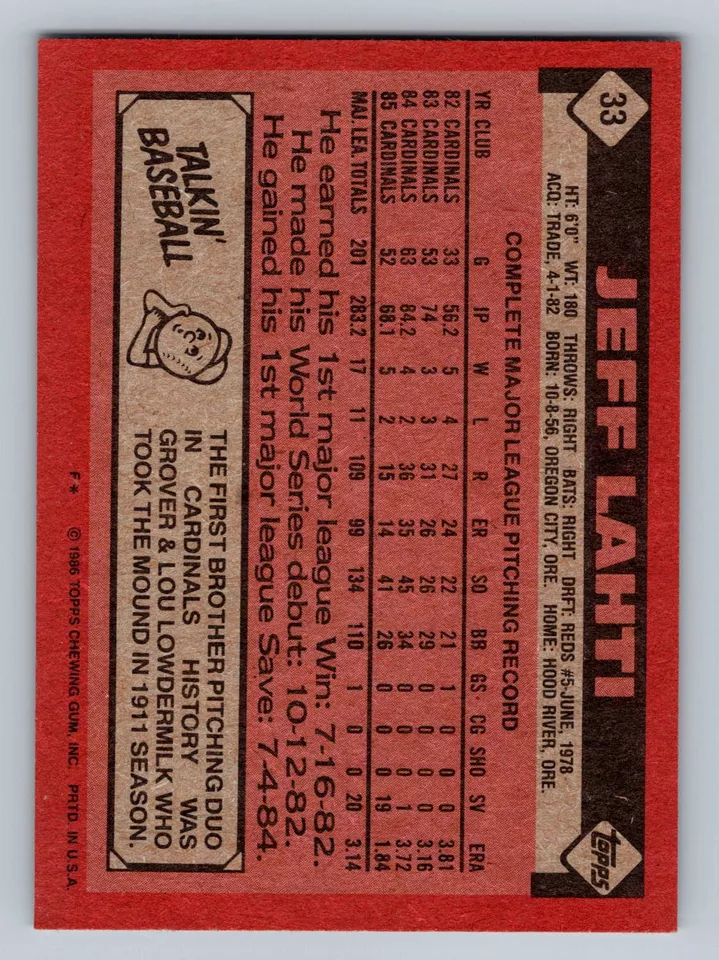 33
JEFF LAHTI
topps
HT: 6'0" WT: 180 THROWS: RIGHT BATS: RIGHT DRFT: REDS #5-JUNE, 1978
ACQ: TRADE, 4-1-82 BORN: 10-8-56, OREGON CITY, ORE. HOME: HOOD RIVER, ORE.
COMPLETE MAJOR LEAGUE PITCHING RECORD
YR CLUB G IP W L R ER SO BB GS CG SHO SV ERA
82 CARDINALS 33 56.2 5 4 27 24 22 21 1 0 0 0 3.81
83 CARDINALS 53 74 3 3 31 26 26 29 0 0 0 0 3.16
84 CARDINALS 63 84.2 4 2 36 35 45 34 0 0 0 1 3.72
85 CARDINALS 52 68.1 5 2 15 14 41 26 0 0 0 19 1.84
MAJ. LEA. TOTALS 201 283.2 17 11 109 99 134 110 1 0 0 20 3.14
He earned his 1st major league Win: 7-16-82.
He made his World Series debut: 10-12-82.
He gained his 1st major league Save: 7-4-84.
TALKIN'
BASEBALL
THE FIRST BROTHER PITCHING DUO
IN CARDINALS HISTORY WAS
GROVER & LOU LOWDERMILK WHO
TOOK THE MOUND IN 1911 SEASON.
F* © 1986 TOPPS CHEWING GUM, INC. PRTD. IN U.S.A.